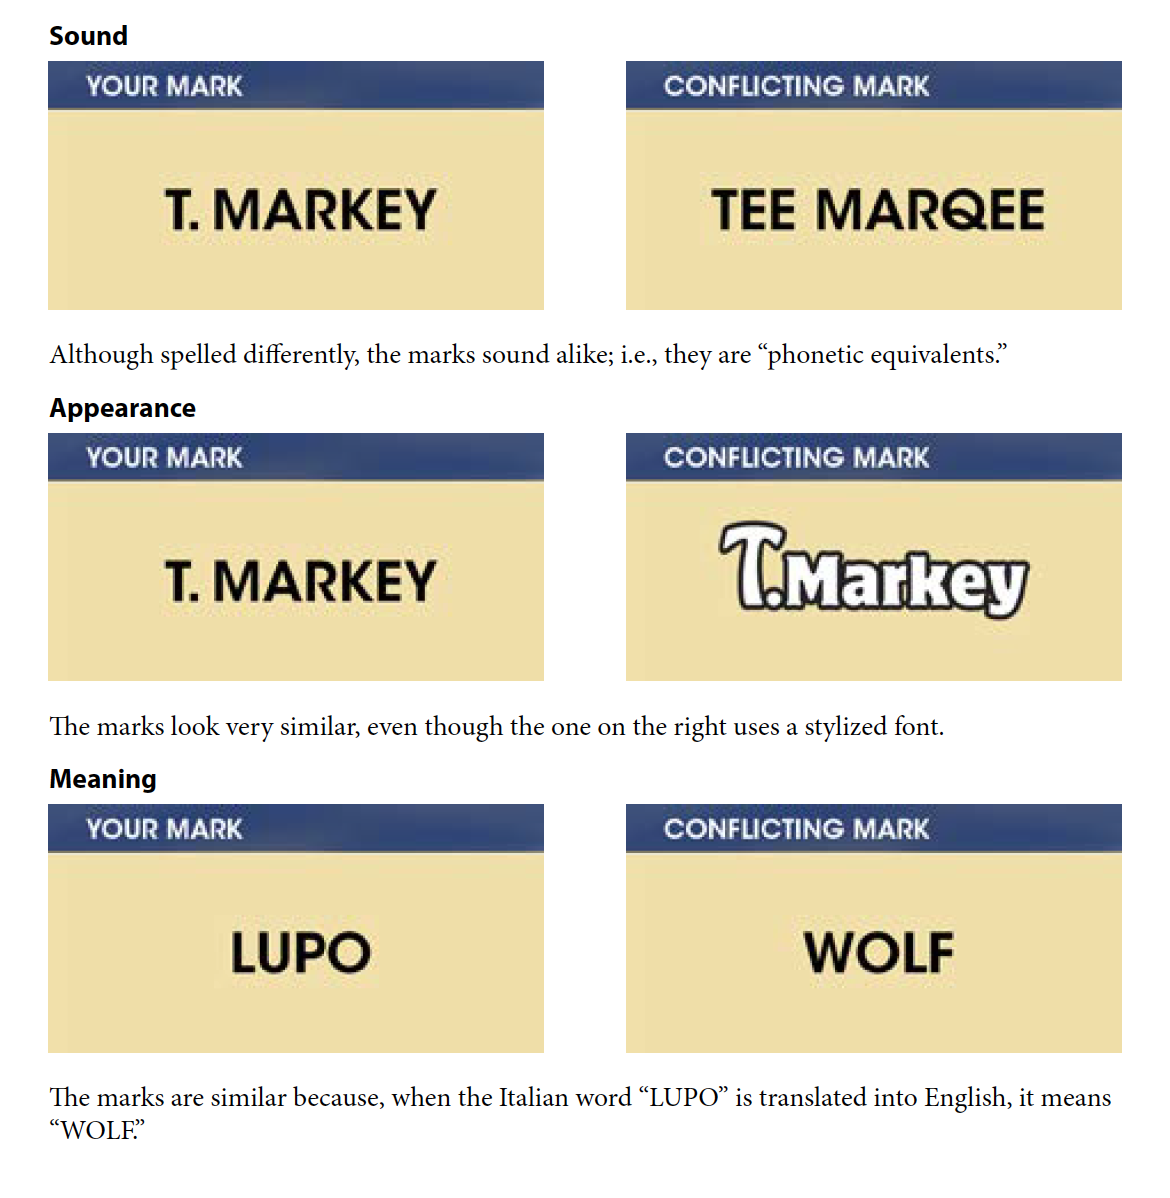 Sound
YOUR MARK
CONFLICTING MARK
T. MARKEY
TEE MARQEE
Although spelled differently, the marks sound alike; i.e., they are “phonetic equivalents.”
Appearance
YOUR MARK
CONFLICTING MARK
T. MARKEY
T.Markey
The marks look very similar, even though the one on the right uses a stylized font.
Meaning
YOUR MARK
CONFLICTING MARK
LUPO
WOLF
The marks are similar because, when the Italian word “LUPO” is translated into English, it means
“WOLF.”